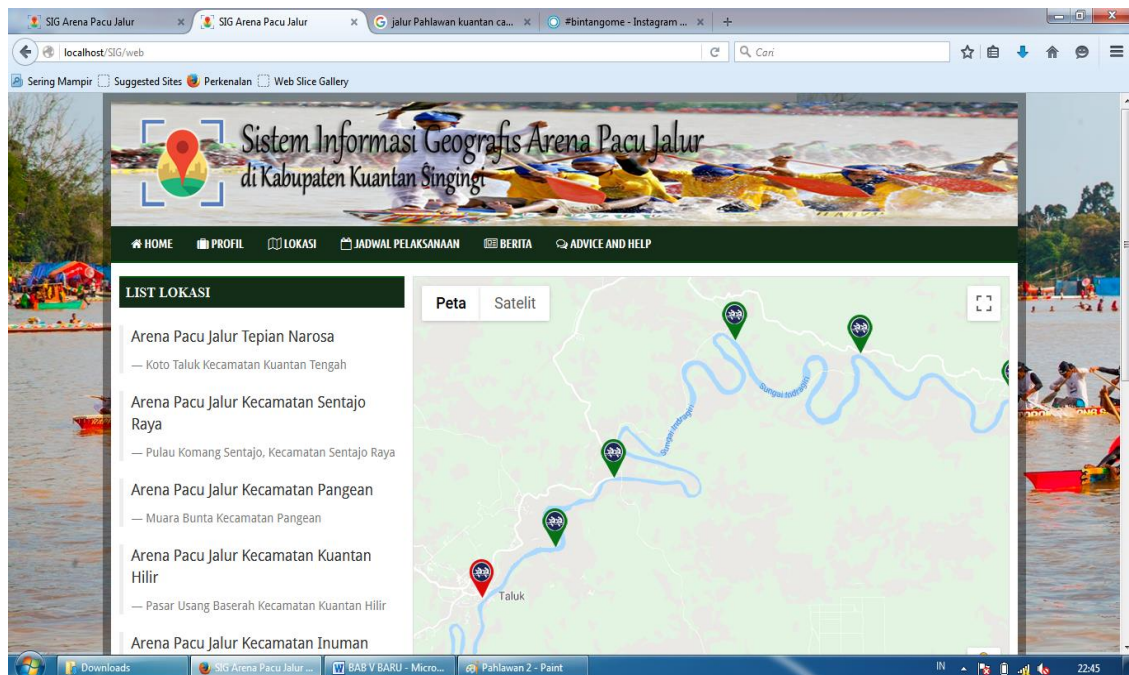 SIG Arena Pacu Jalur
SIG Arena Pacu Jalur
jalur Pahlawan kuantan ca...
#bintangome - Instagram ...
localhost/SIG/web
Cari
Sering Mampir
Suggested Sites
Perkenalan
Web Slice Gallery
Sistem Informasi Geografis Arena Pacu Jalur
di Kabupaten Kuantan Singingi
HOME
PROFIL
LOKASI
JADWAL PELAKSANAAN
BERITA
ADVICE AND HELP
LIST LOKASI
Arena Pacu Jalur Tepian Narosa
— Koto Taluk Kecamatan Kuantan Tengah
Arena Pacu Jalur Kecamatan Sentajo
Raya
— Pulau Komang Sentajo, Kecamatan Sentajo Raya
Arena Pacu Jalur Kecamatan Pangean
— Muara Bunta Kecamatan Pangean
Arena Pacu Jalur Kecamatan Kuantan
Hilir
— Pasar Usang Baserah Kecamatan Kuantan Hilir
Arena Pacu Jalur Kecamatan Inuman
Peta
Satelit
Sungai Indragiri
Sungai Indragiri
Taluk
Downloads
SIG Arena Pacu Jalur ...
BAB V BARU - Micro...
Pahlawan 2 - Paint
IN
22:45